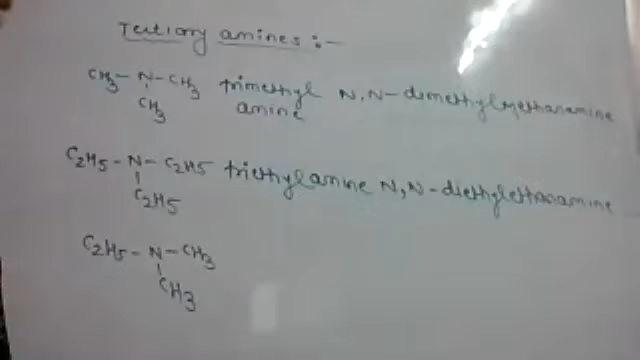 Tertiary amines :-
CH3 - N - CH3 trimethyl N,N-dimethylmethanamine
CH3 amine
C2H5 - N - C2H5 triethylamine N,N-diethylethanamine
C2H5
C2H5 - N - CH3
CH3